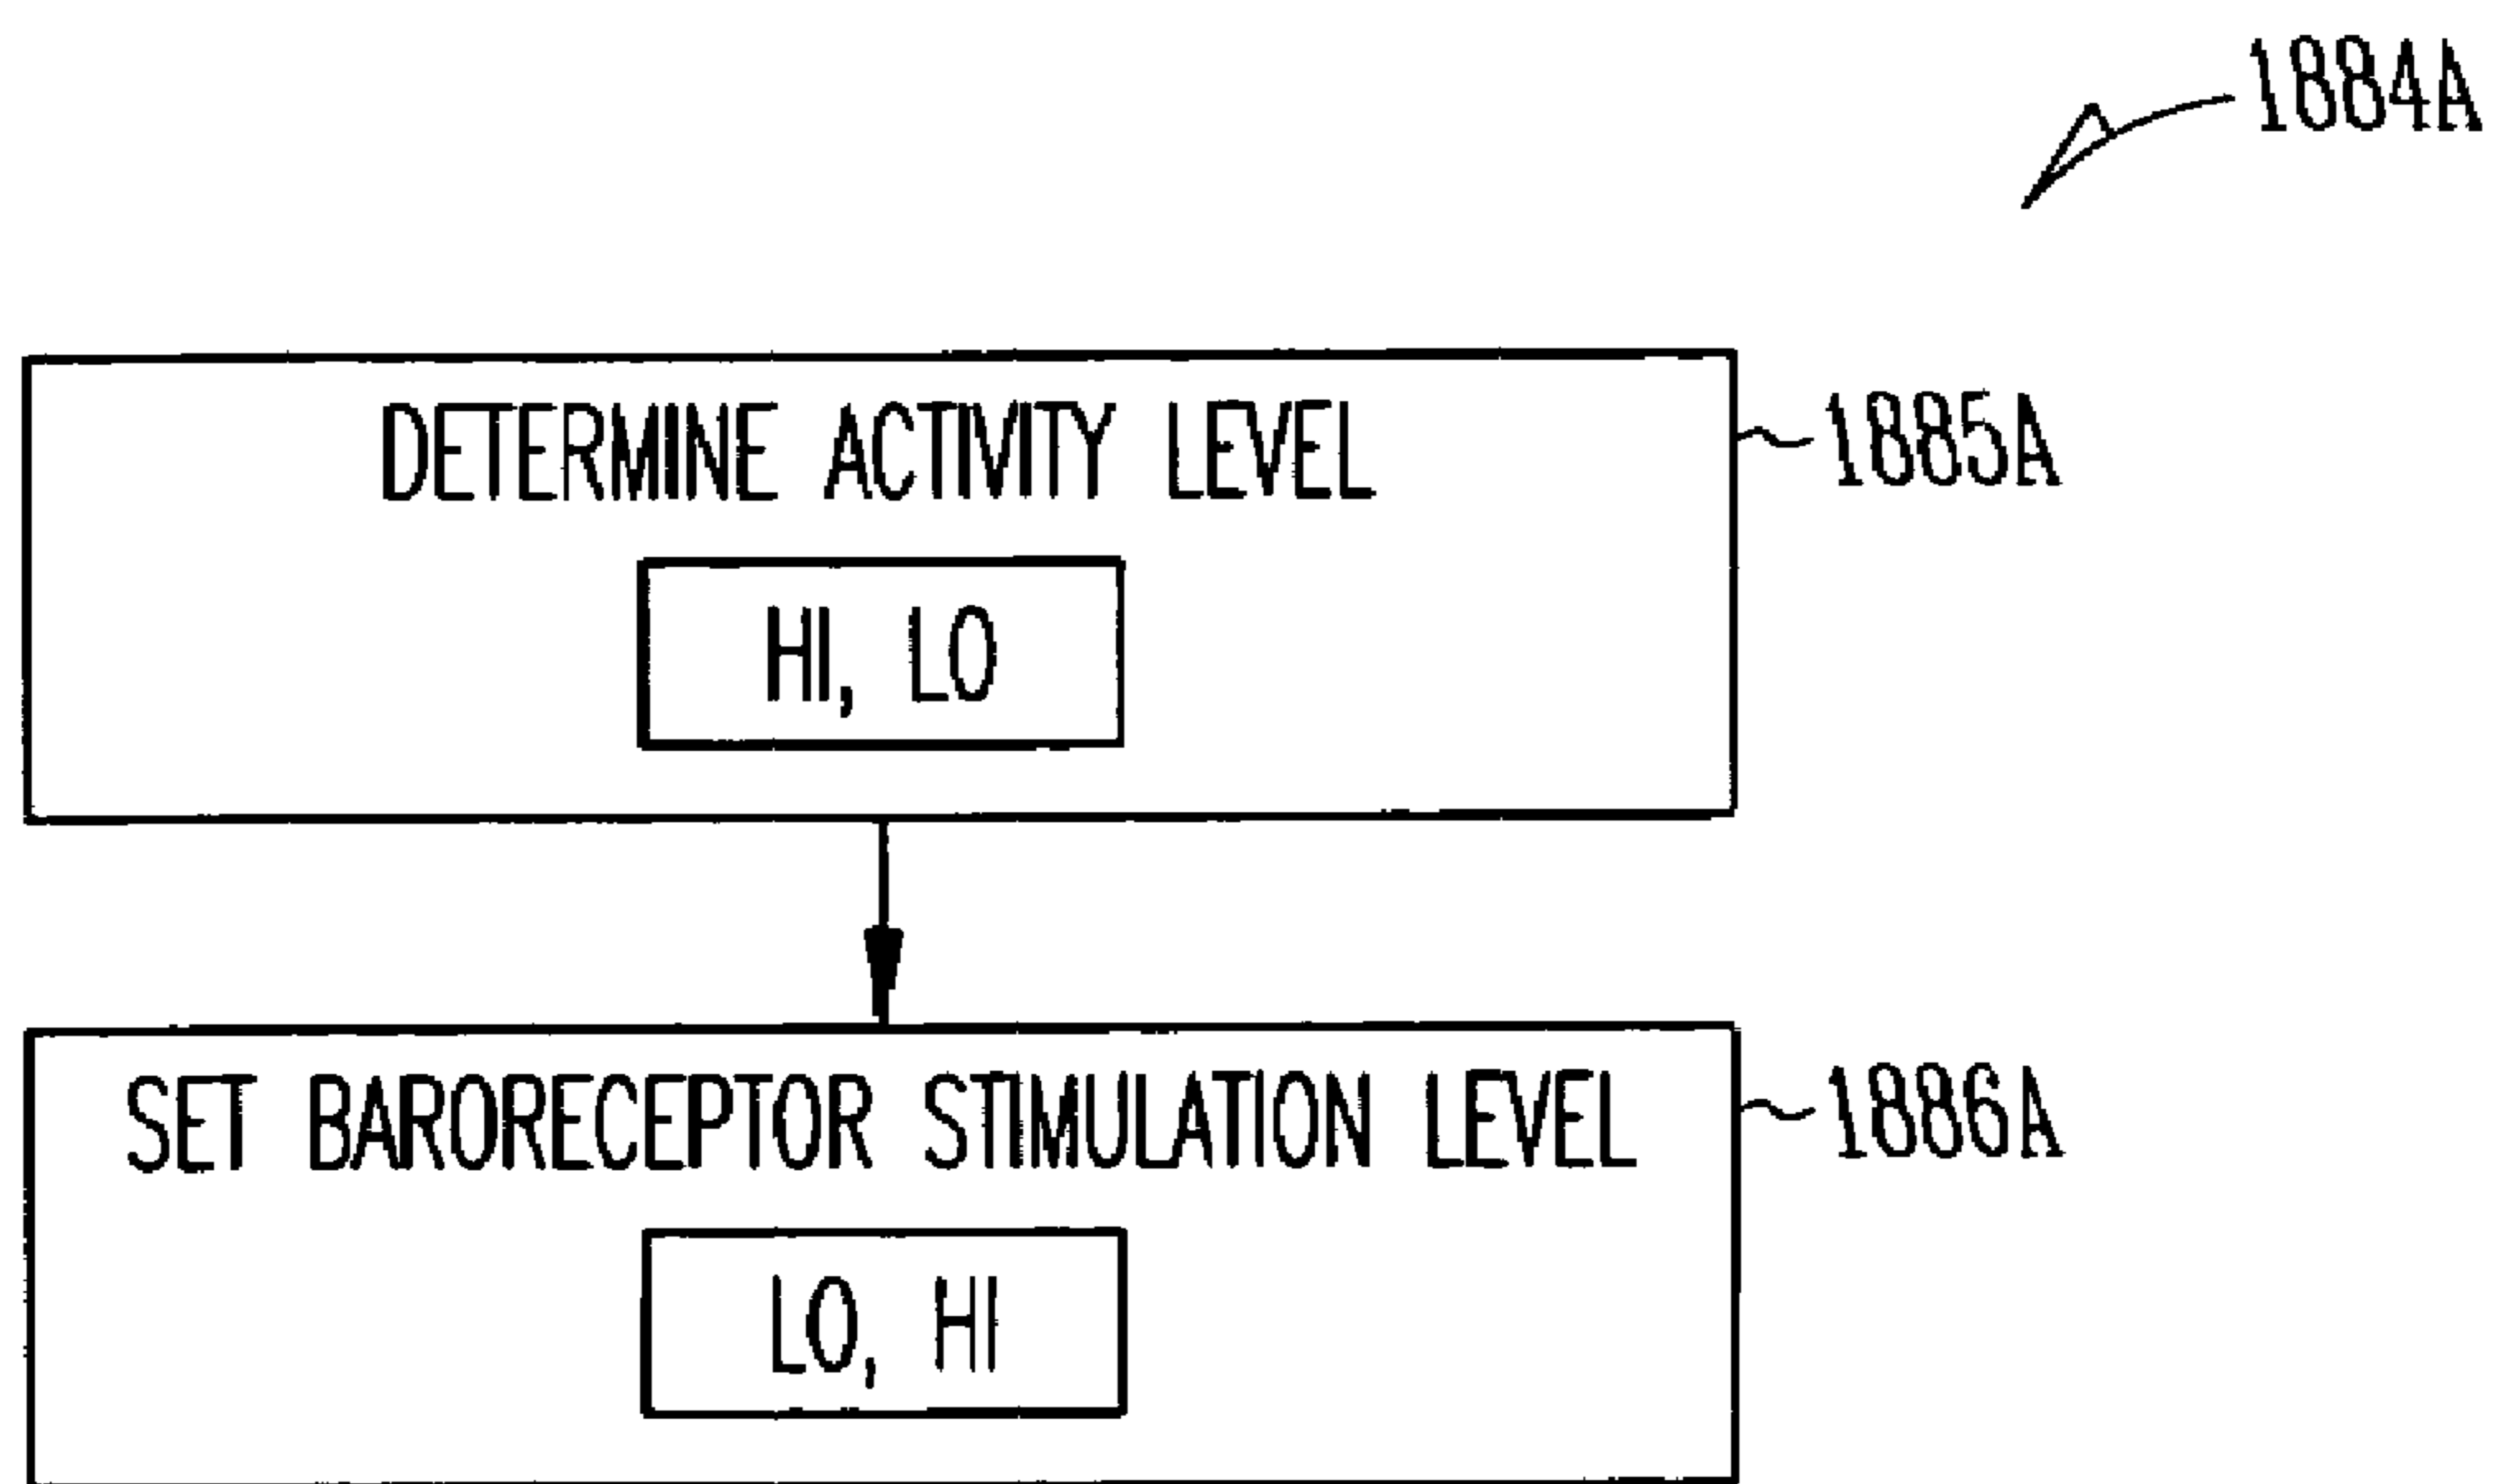 1884A
DETERMINE ACTIVITY LEVEL
1885A
HI, LO
SET BARORECEPTOR STIMULATION LEVEL
1886A
LO, HI